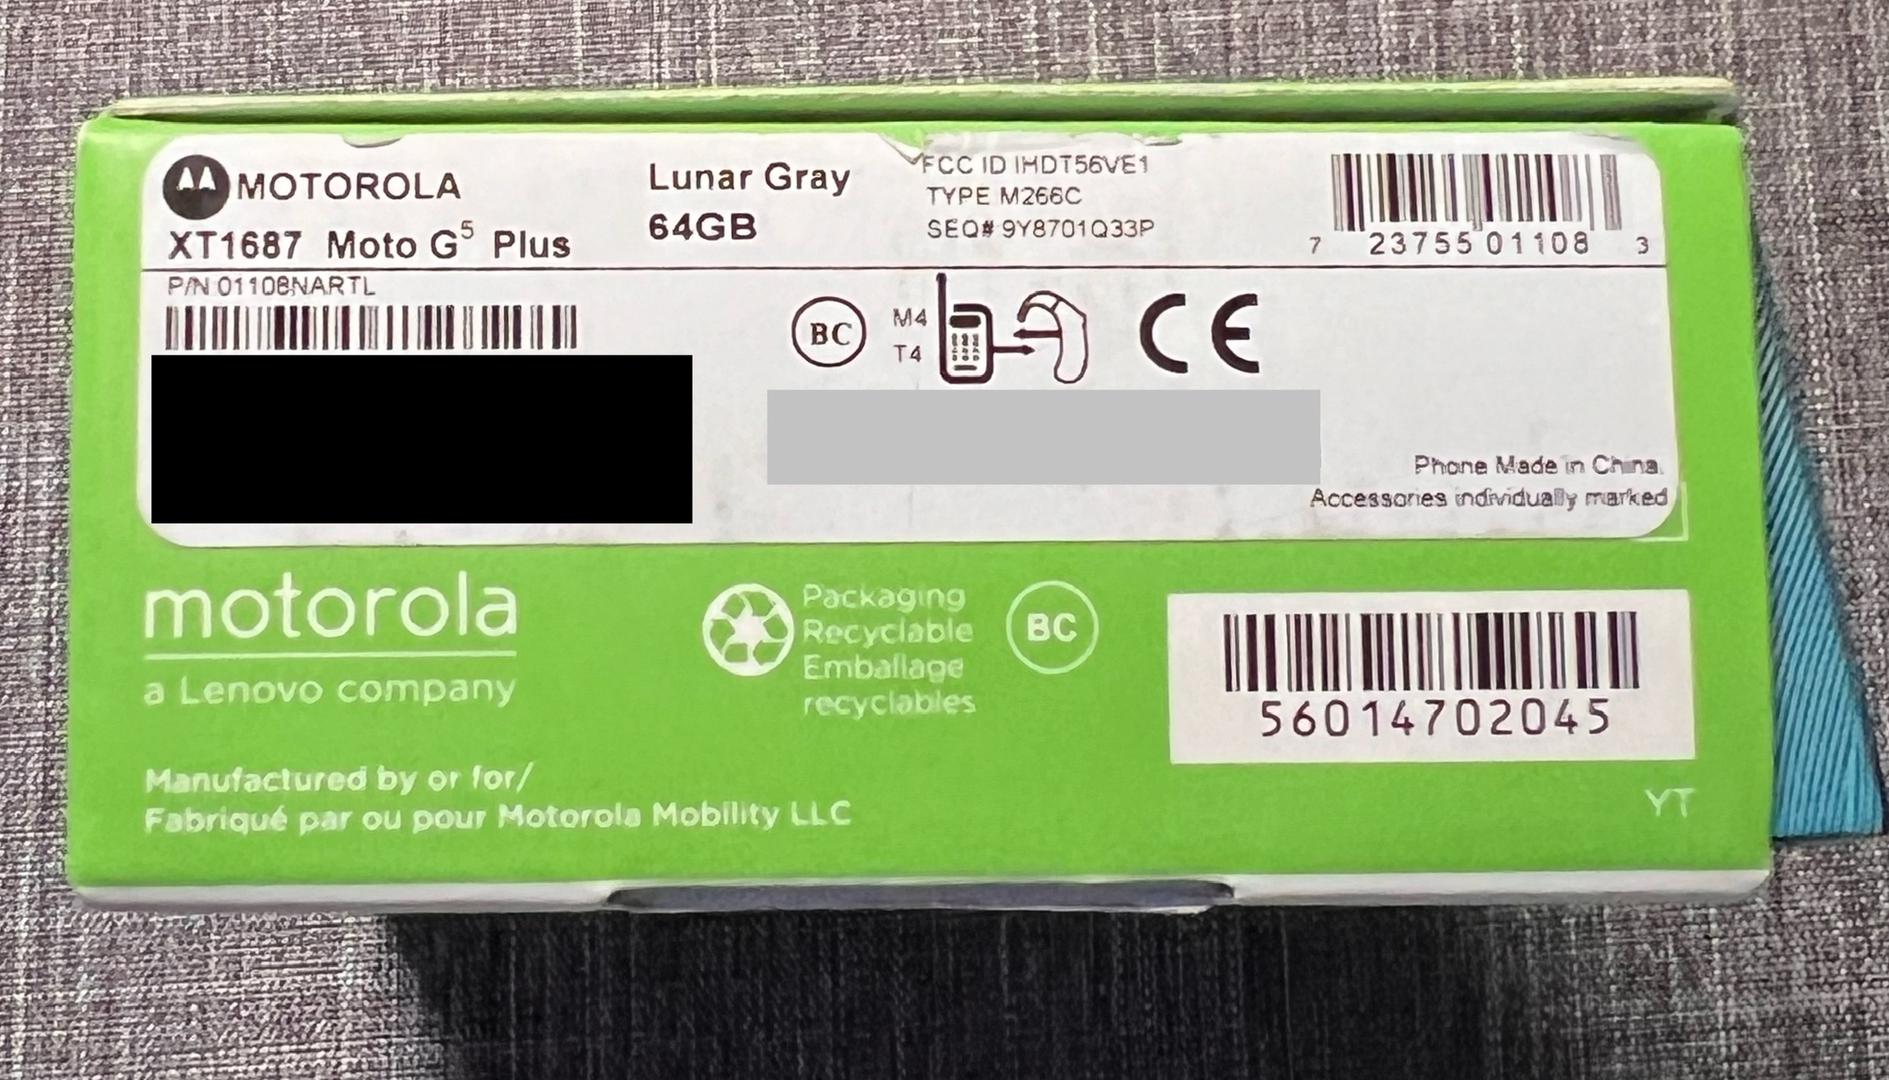 MOTOROLA
XT1687 Moto G5 Plus
Lunar Gray
64GB
FCC ID IHDT56VE1
TYPE M266C
SEQ# 9Y8701Q33P
7 23755 01108 3
P/N 01108NARTL
BC
M4
T4
CE
Phone Made in China
Accessories individually marked
motorola
a Lenovo company
Packaging
Recyclable
Emballage
recyclables
BC
56014702045
Manufactured by or for/
Fabriqué par ou pour Motorola Mobility LLC
YT